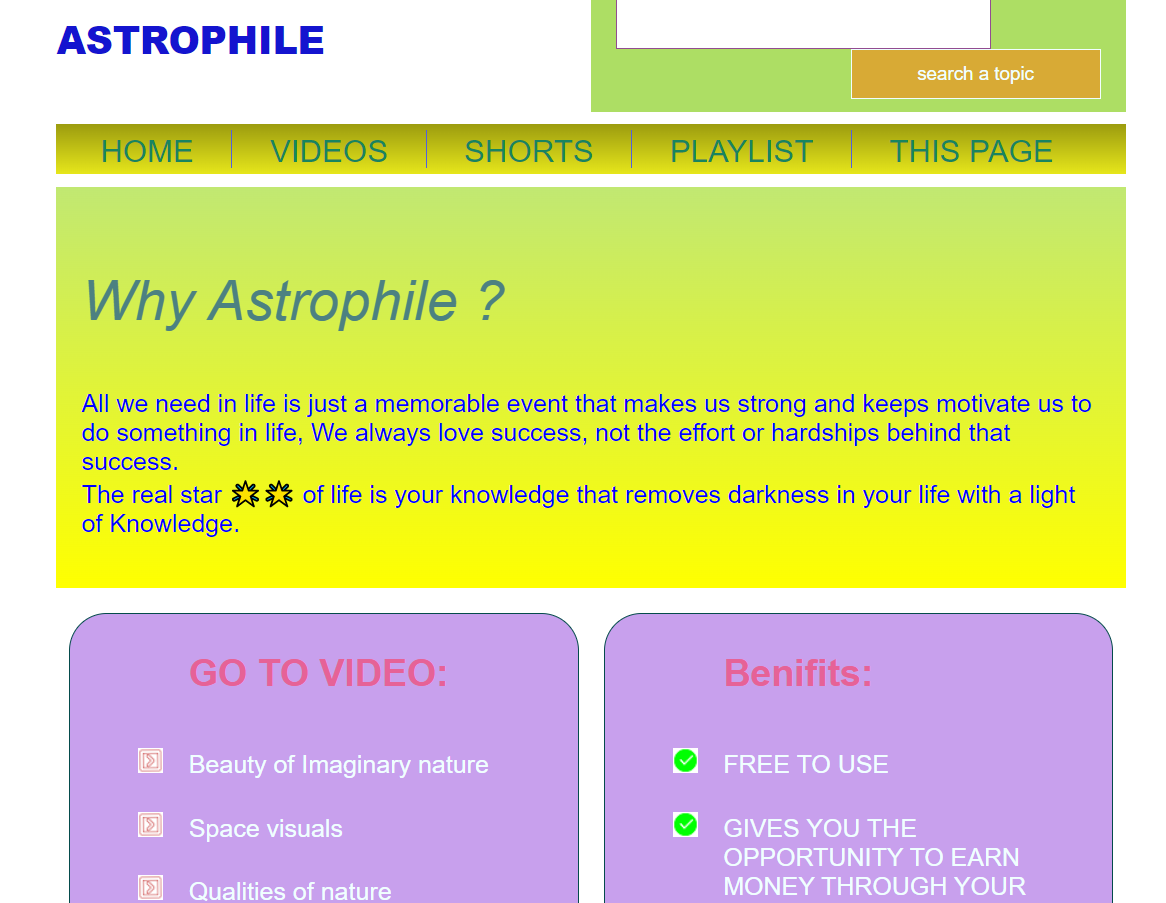 ASTROPHILE
search a topic
HOME VIDEOS SHORTS PLAYLIST THIS PAGE
Why Astrophile ?
All we need in life is just a memorable event that makes us strong and keeps motivate us to
do something in life, We always love success, not the effort or hardships behind that
success.
The real star 🌟🌟 of life is your knowledge that removes darkness in your life with a light
of Knowledge.
GO TO VIDEO:
Beauty of Imaginary nature
Space visuals
Qualities of nature
Benifits:
FREE TO USE
GIVES YOU THE
OPPORTUNITY TO EARN
MONEY THROUGH YOUR